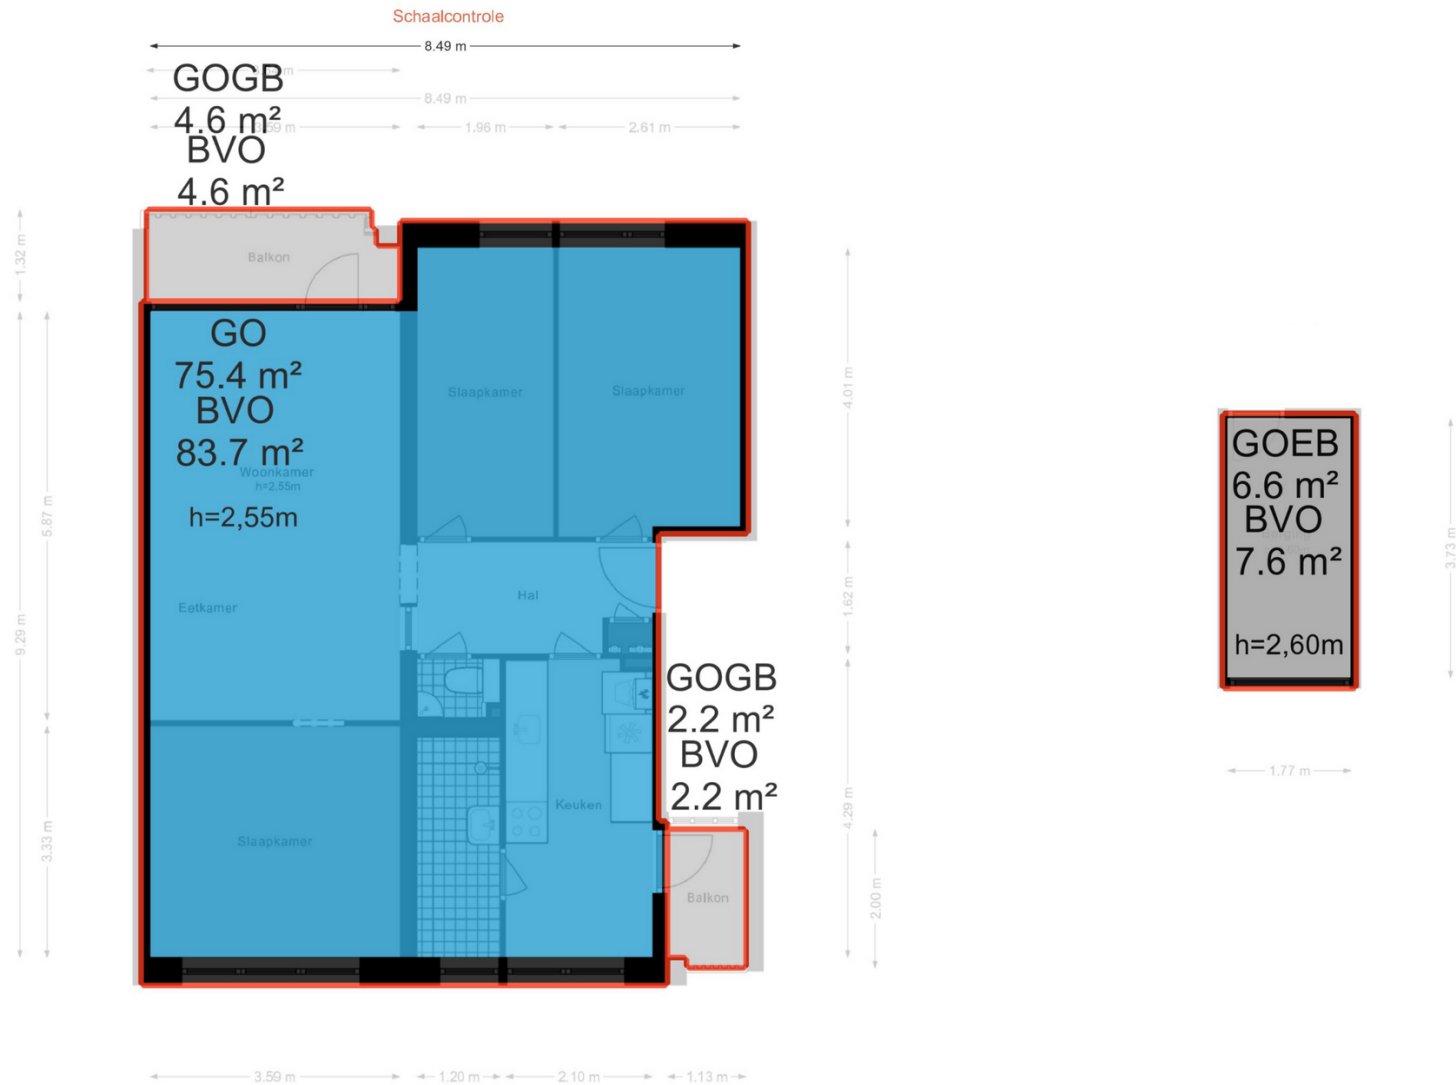 Schaalcontrole
8.49 m
GOGB
4.6 m²
BVO
4.6 m²
8.49 m
1.96 m
2.61 m
1.32 m
Balkon
GO
75.4 m²
BVO
83.7 m²
Woonkamer
h=2.55m
h=2,55m
Slaapkamer
Slaapkamer
4.01 m
5.87 m
9.29 m
Eetkamer
Hal
1.62 m
GOGB
2.2 m²
BVO
2.2 m²
Keuken
4.29 m
3.33 m
Slaapkamer
Balkon
2.00 m
3.59 m
1.20 m
2.10 m
1.13 m
GOEB
6.6 m²
BVO
7.6 m²
h=2,60m
3.73 m
1.77 m